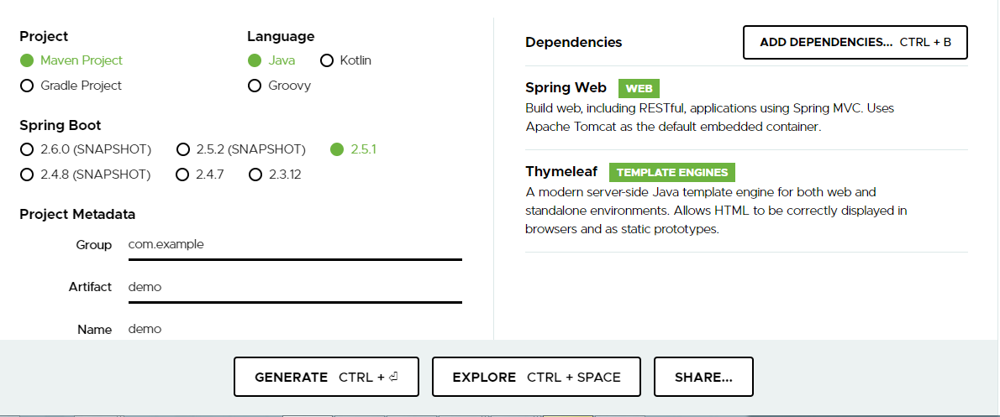 Project
Maven Project
Gradle Project
Language
Java Kotlin
Groovy
Spring Boot
2.6.0 (SNAPSHOT) 2.5.2 (SNAPSHOT) 2.5.1
2.4.8 (SNAPSHOT) 2.4.7 2.3.12
Project Metadata
Group com.example
Artifact demo
Name demo
Dependencies ADD DEPENDENCIES... CTRL + B
Spring Web WEB
Build web, including RESTful, applications using Spring MVC. Uses
Apache Tomcat as the default embedded container.
Thymeleaf TEMPLATE ENGINES
A modern server-side Java template engine for both web and
standalone environments. Allows HTML to be correctly displayed in
browsers and as static prototypes.
GENERATE CTRL + ⏎ EXPLORE CTRL + SPACE SHARE...